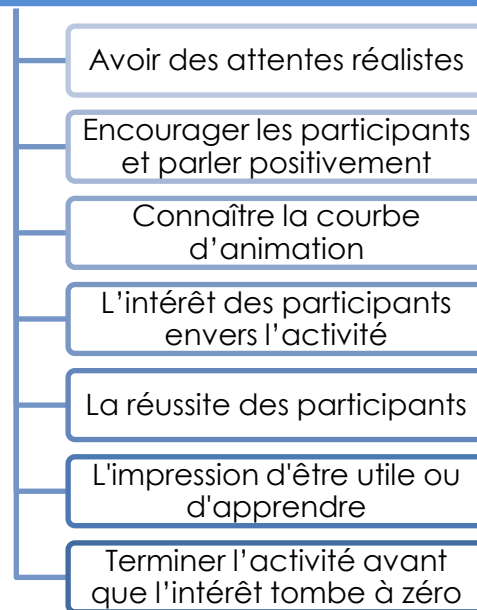 Avoir des attentes réalistes
Encourager les participants
et parler positivement
Connaître la courbe
d’animation
L’intérêt des participants
envers l’activité
La réussite des participants
L'impression d'être utile ou
d'apprendre
Terminer l’activité avant
que l’intérêt tombe à zéro